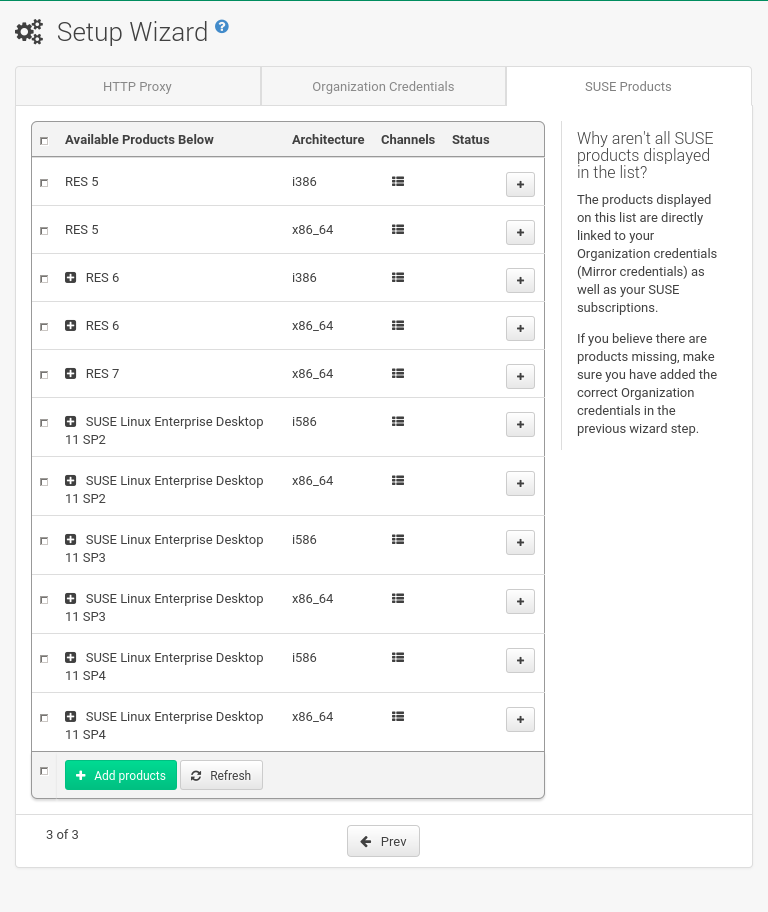 Setup Wizard ?
HTTP Proxy
Organization Credentials
SUSE Products
Available Products Below Architecture Channels Status
RES 5 i386
RES 5 x86_64
RES 6 i386
RES 6 x86_64
RES 7 x86_64
SUSE Linux Enterprise Desktop i586
11 SP2
SUSE Linux Enterprise Desktop x86_64
11 SP2
SUSE Linux Enterprise Desktop i586
11 SP3
SUSE Linux Enterprise Desktop x86_64
11 SP3
SUSE Linux Enterprise Desktop i586
11 SP4
SUSE Linux Enterprise Desktop x86_64
11 SP4
Add products Refresh
Why aren't all SUSE
products displayed
in the list?
The products displayed
on this list are directly
linked to your
Organization credentials
(Mirror credentials) as
well as your SUSE
subscriptions.
If you believe there are
products missing, make
sure you have added the
correct Organization
credentials in the
previous wizard step.
3 of 3
Prev